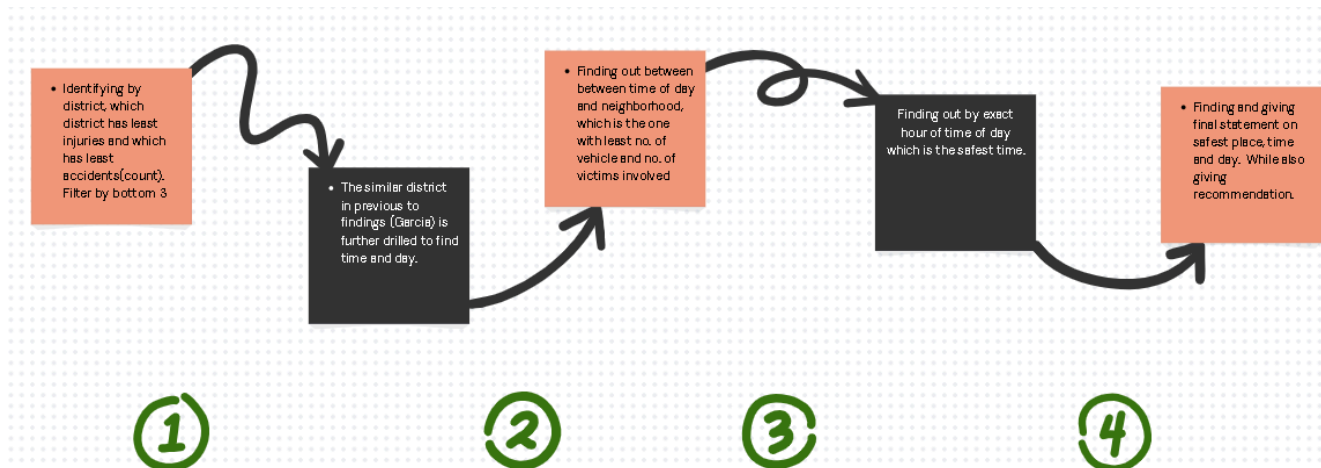 • Identifying by
district, which
district has least
injuries and which
has least
accidents(count).
Filter by bottom 3
• The similar district
in previous to
findings (Garcia) is
further drilled to find
time and day.
• Finding out between
between time of day
and neighborhood,
which is the one
with least no. of
vehicle and no. of
victims involved
Finding out by exact
hour of time of day
which is the safest time.
• Finding and giving
final statement on
safest place, time
and day. While also
giving
recommendation.
1
2
3
4